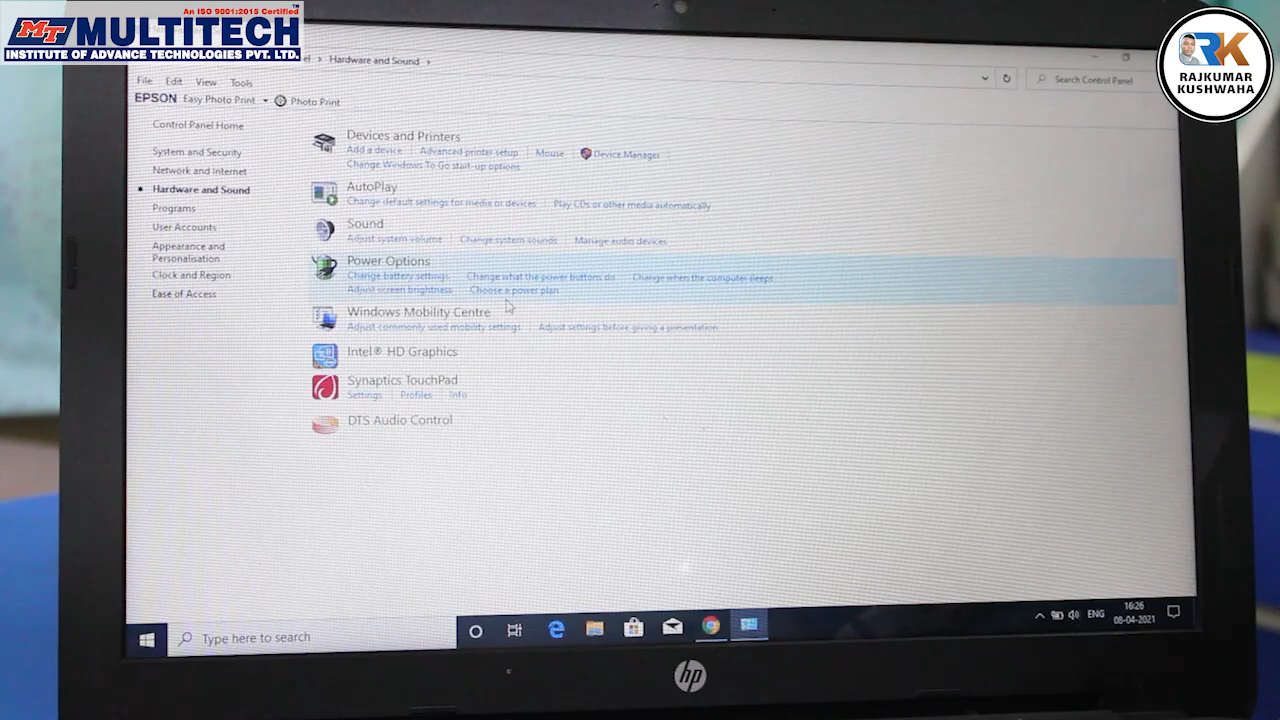 An ISO 9001:2015 Certified
TM
MT MULTITECH
INSTITUTE OF ADVANCE TECHNOLOGIES PVT. LTD.
RK
RAJKUMAR
KUSHWAHA
Hardware and Sound
Search Control Panel
File Edit View Tools
EPSON Easy Photo Print Photo Print
Control Panel Home
System and Security
Network and Internet
Hardware and Sound
Programs
User Accounts
Appearance and
Personalisation
Clock and Region
Ease of Access
Devices and Printers
Add a device Advanced printer setup Mouse Device Manager
Change Windows To Go start-up options
AutoPlay
Change default settings for media or devices Play CDs or other media automatically
Sound
Adjust system volume Change system sounds Manage audio devices
Power Options
Change battery settings Change what the power buttons do Change when the computer sleeps
Adjust screen brightness Choose a power plan
Windows Mobility Centre
Adjust commonly used mobility settings Adjust settings before giving a presentation
Intel® HD Graphics
Synaptics TouchPad
Settings Profiles Info
DTS Audio Control
Type here to search
ENG
16:26
08-04-2021
hp